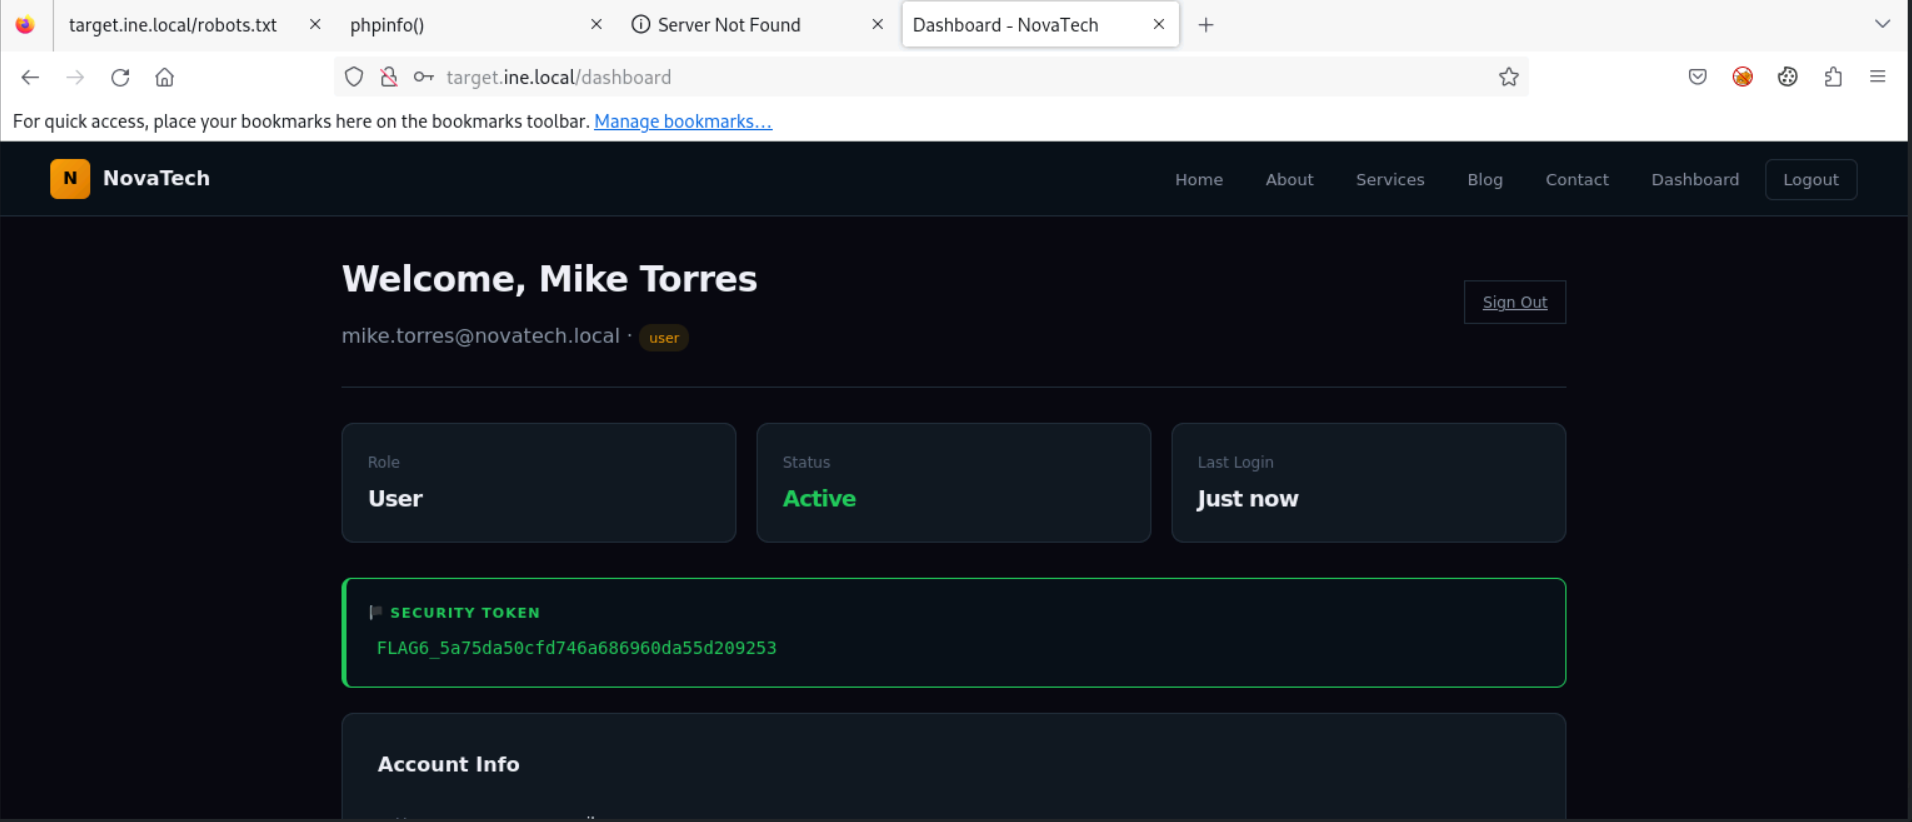 target.ine.local/robots.txt
phpinfo()
Server Not Found
Dashboard - NovaTech
target.ine.local/dashboard
For quick access, place your bookmarks here on the bookmarks toolbar. Manage bookmarks...
N NovaTech
Home About Services Blog Contact Dashboard Logout
Welcome, Mike Torres
Sign Out
mike.torres@novatech.local · user
Role Status Last Login
User Active Just now
SECURITY TOKEN
FLAG6_5a75da50cfd746a686960da55d209253
Account Info